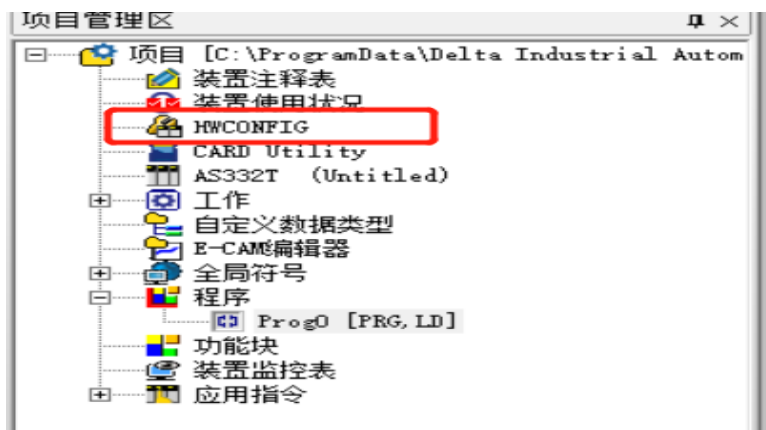 项目管理区
项目 [C:\ProgramData\Delta Industrial Autom
装置注释表
装置使用状况
HWCONFIG
CARD Utility
AS332T (Untitled)
工作
自定义数据类型
E-CAM编辑器
全局符号
程序
Prog0 [PRG,LD]
功能块
装置监控表
应用指令